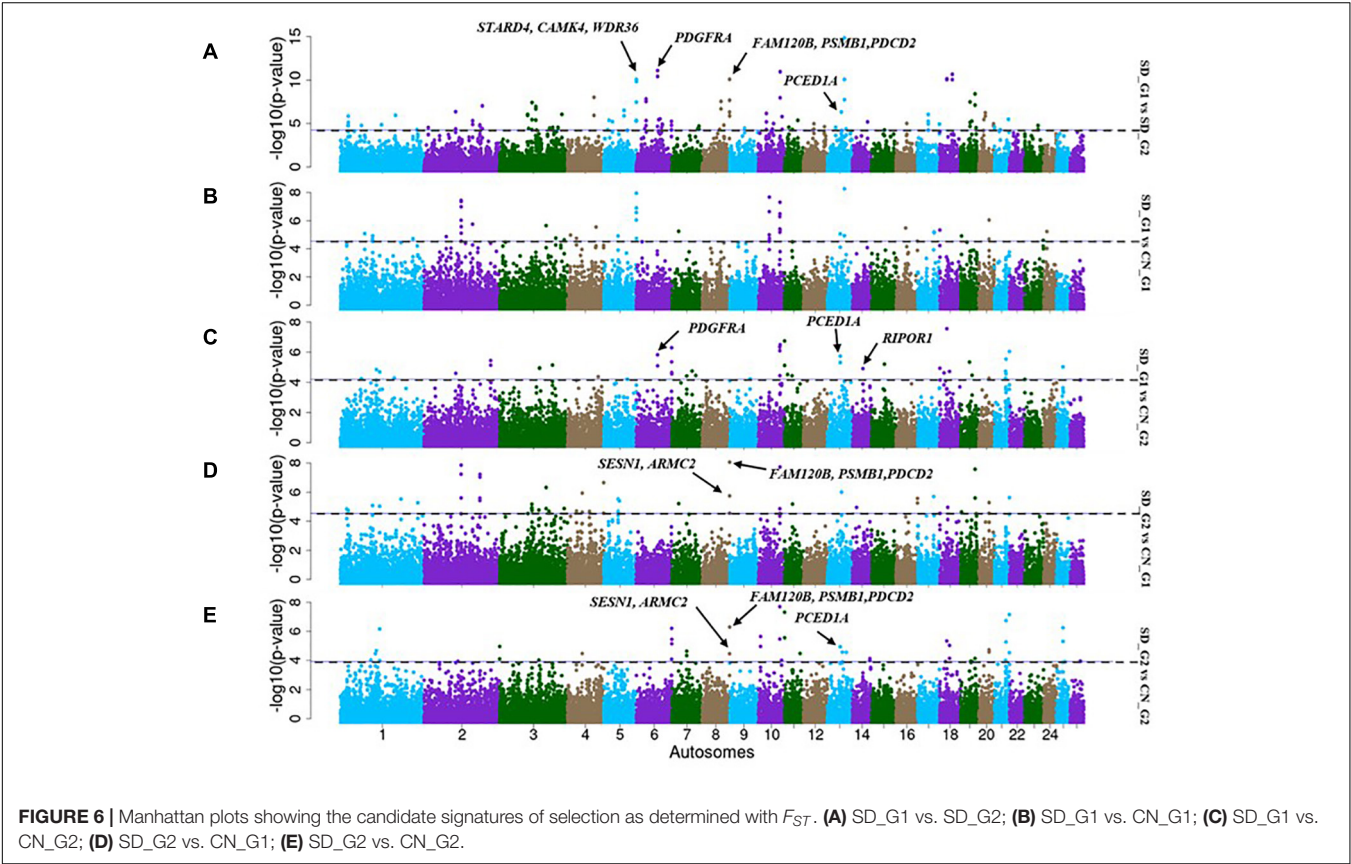 A
-log10(p-value)
15
10
5
0
STARD4, CAMK4, WDR36
PDGFRA
FAM120B, PSMB1,PDCD2
PCED1A
SD_G1 vs SD_G2
B
-log10(p-value)
8
6
4
2
0
SD_G1 vs CN_G1
C
-log10(p-value)
8
6
4
2
0
PDGFRA
PCED1A
RIPOR1
SD_G1 vs CN_G2
D
-log10(p-value)
8
6
4
2
0
SESN1, ARMC2
FAM120B, PSMB1,PDCD2
SD_G2 vs CN_G1
E
-log10(p-value)
8
6
4
2
0
SESN1, ARMC2
FAM120B, PSMB1,PDCD2
PCED1A
SD_G2 vs CN_G2
1 2 3 4 5 6 7 8 9 10 12 14 16 18 20 22 24
Autosomes
FIGURE 6 | Manhattan plots showing the candidate signatures of selection as determined with FST. (A) SD_G1 vs. SD_G2; (B) SD_G1 vs. CN_G1; (C) SD_G1 vs.
CN_G2; (D) SD_G2 vs. CN_G1; (E) SD_G2 vs. CN_G2.